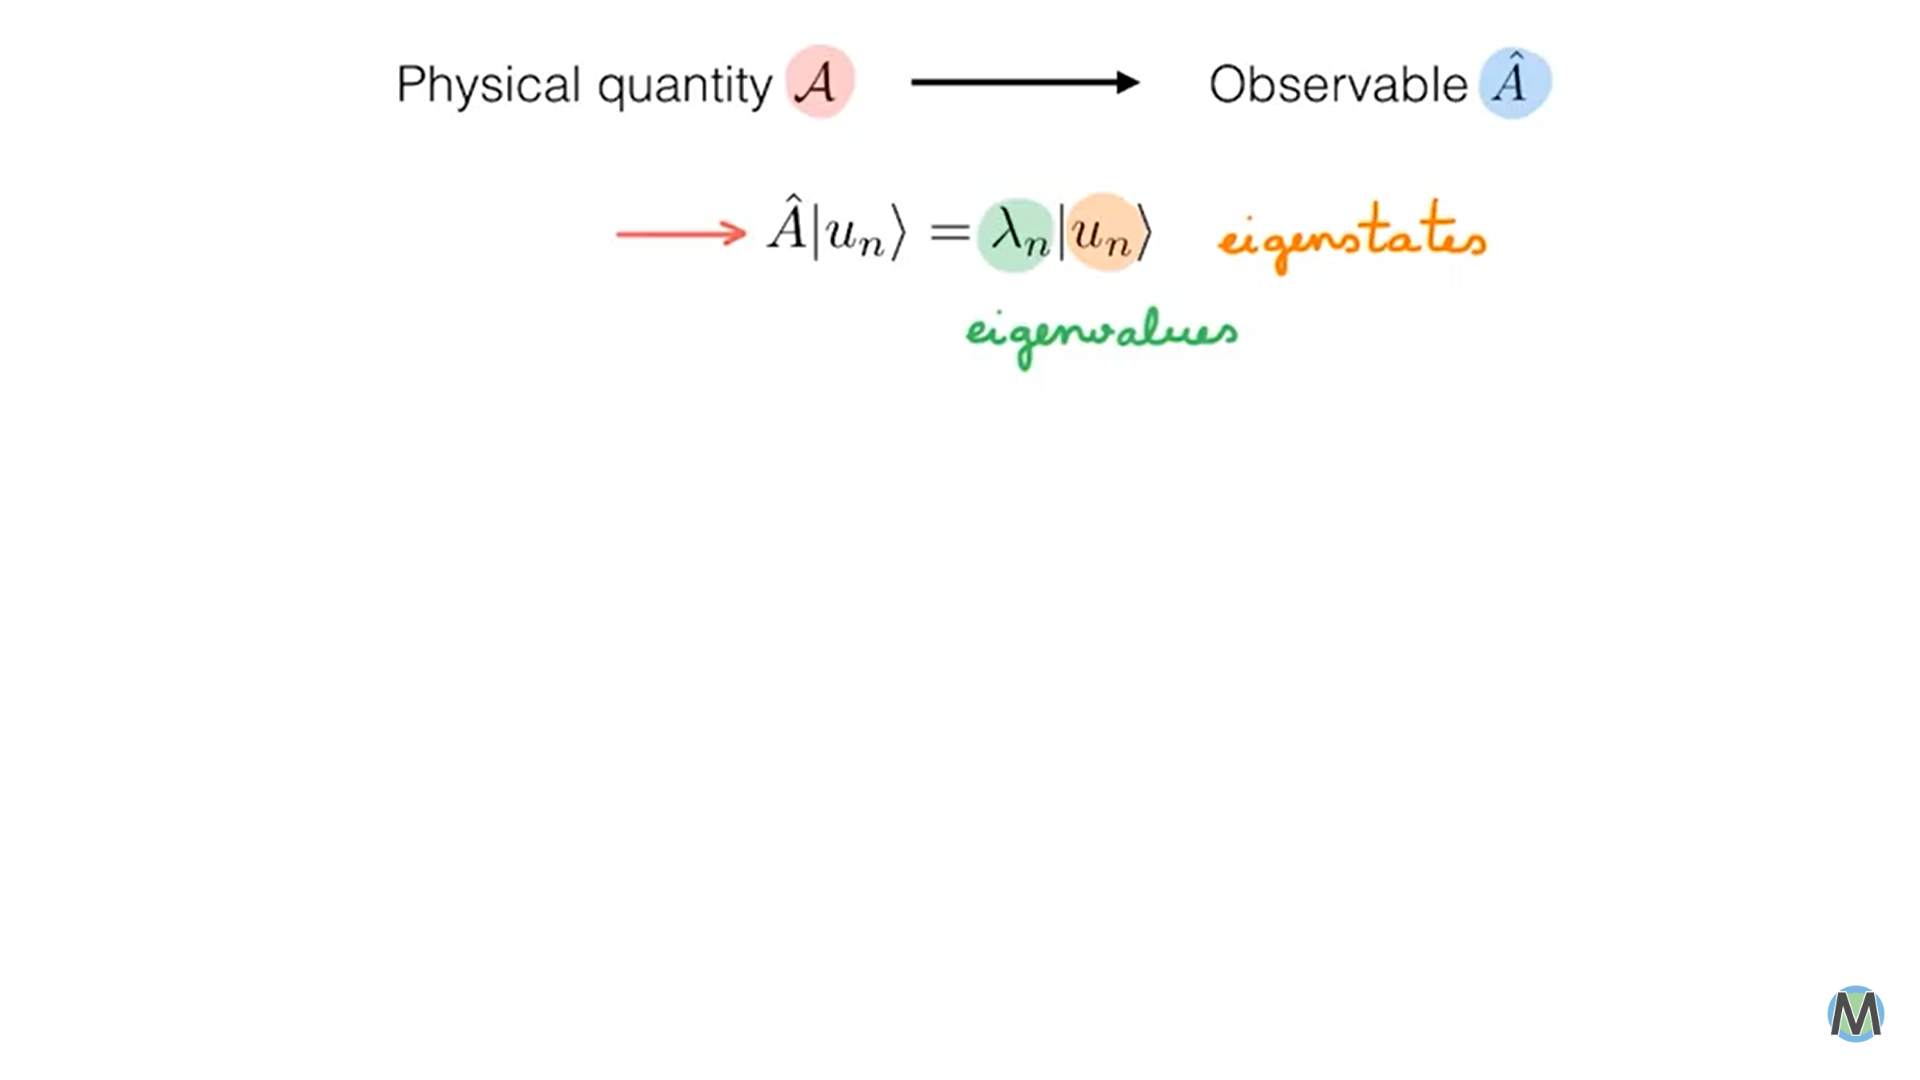 Physical quantity 𝒜 ⟶ Observable Â
⟶ Â|uₙ⟩ = λₙ|uₙ⟩ eigenstates
eigenvalues
M